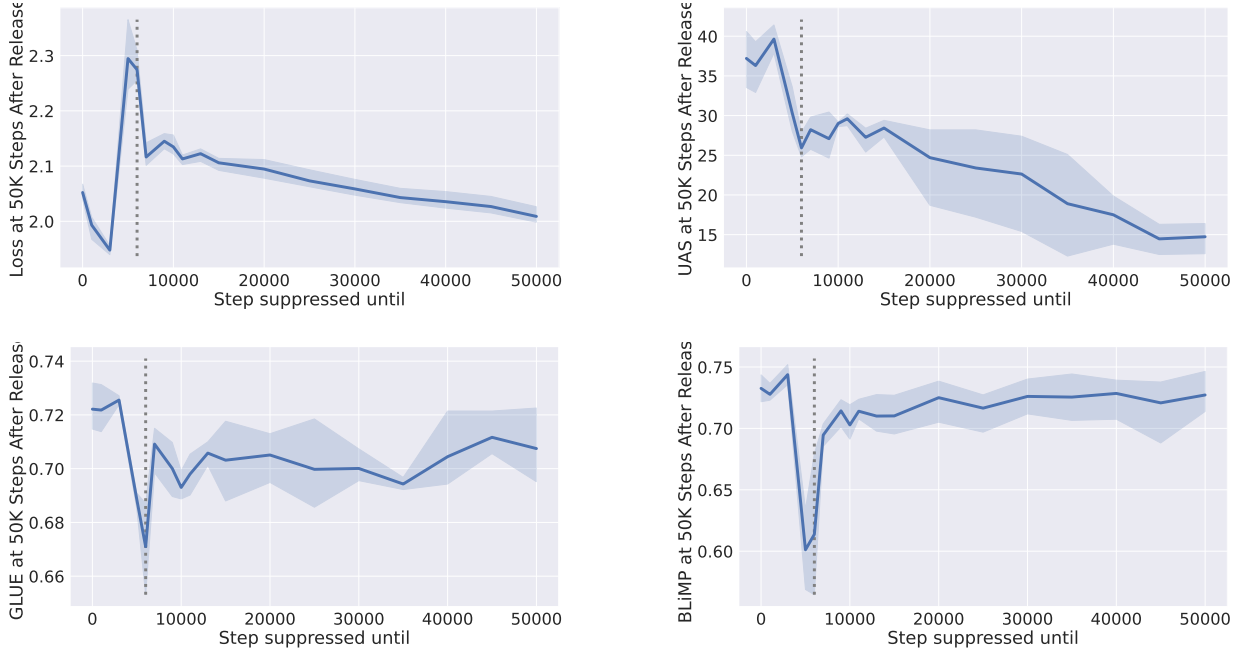 Loss at 50K Steps After Release
2.3
2.2
2.1
2.0
0 10000 20000 30000 40000 50000
Step suppressed until
UAS at 50K Steps After Release
40
35
30
25
20
15
0 10000 20000 30000 40000 50000
Step suppressed until
GLUE at 50K Steps After Releas
0.74
0.72
0.70
0.68
0.66
0 10000 20000 30000 40000 50000
Step suppressed until
BLiMP at 50K Steps After Releas
0.75
0.70
0.65
0.60
0 10000 20000 30000 40000 50000
Step suppressed until